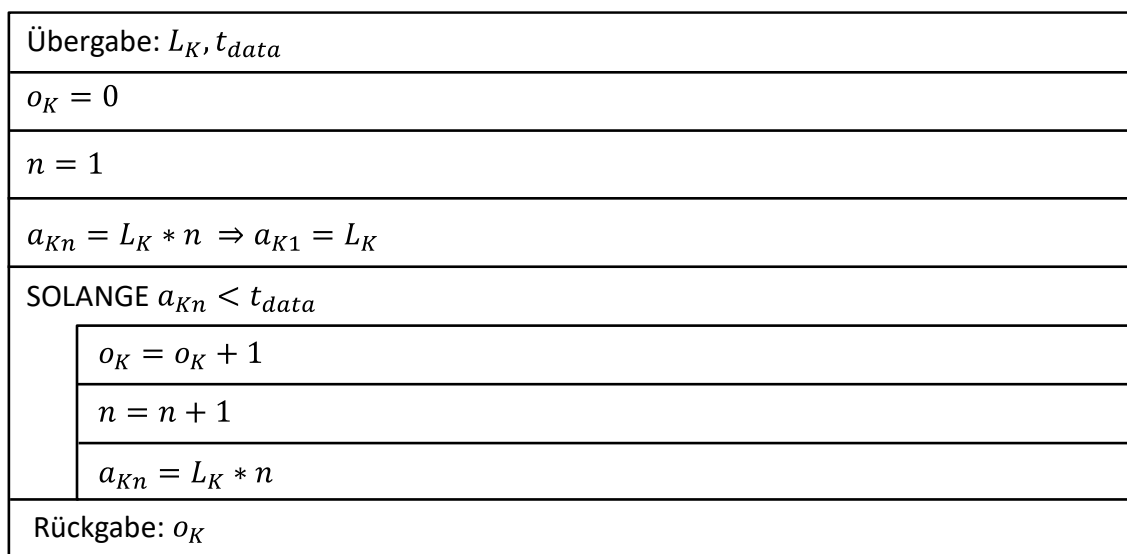 Übergabe: L_K, t_data
o_K = 0
n = 1
a_Kn = L_K * n ⇒ a_K1 = L_K
SOLANGE a_Kn < t_data
o_K = o_K + 1
n = n + 1
a_Kn = L_K * n
Rückgabe: o_K